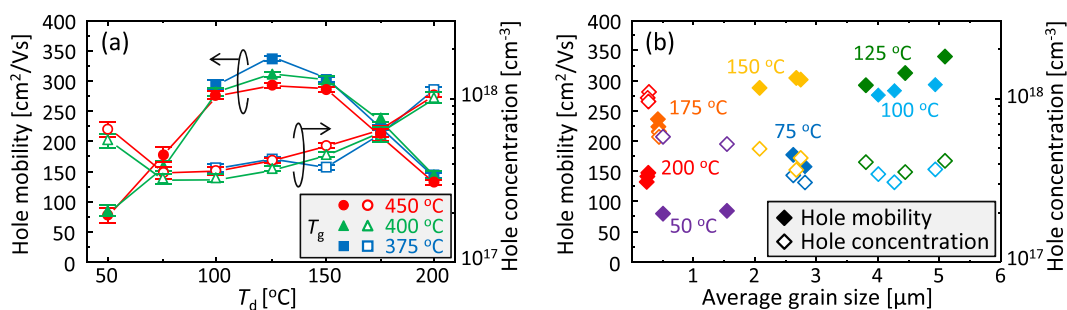 (a)
Hole mobility [cm²/Vs]
400
350
300
250
200
150
100
50
0
50 75 100 125 150 175 200
T_d [°C]
10¹⁸
10¹⁷
Hole concentration [cm⁻³]
T_g
450 °C
400 °C
375 °C
(b)
Hole mobility [cm²/Vs]
400
350
300
250
200
150
100
50
0
1 2 3 4 5 6
Average grain size [μm]
10¹⁸
10¹⁷
Hole concentration [cm⁻³]
125 °C
150 °C
100 °C
175 °C
75 °C
200 °C
50 °C
Hole mobility
Hole concentration